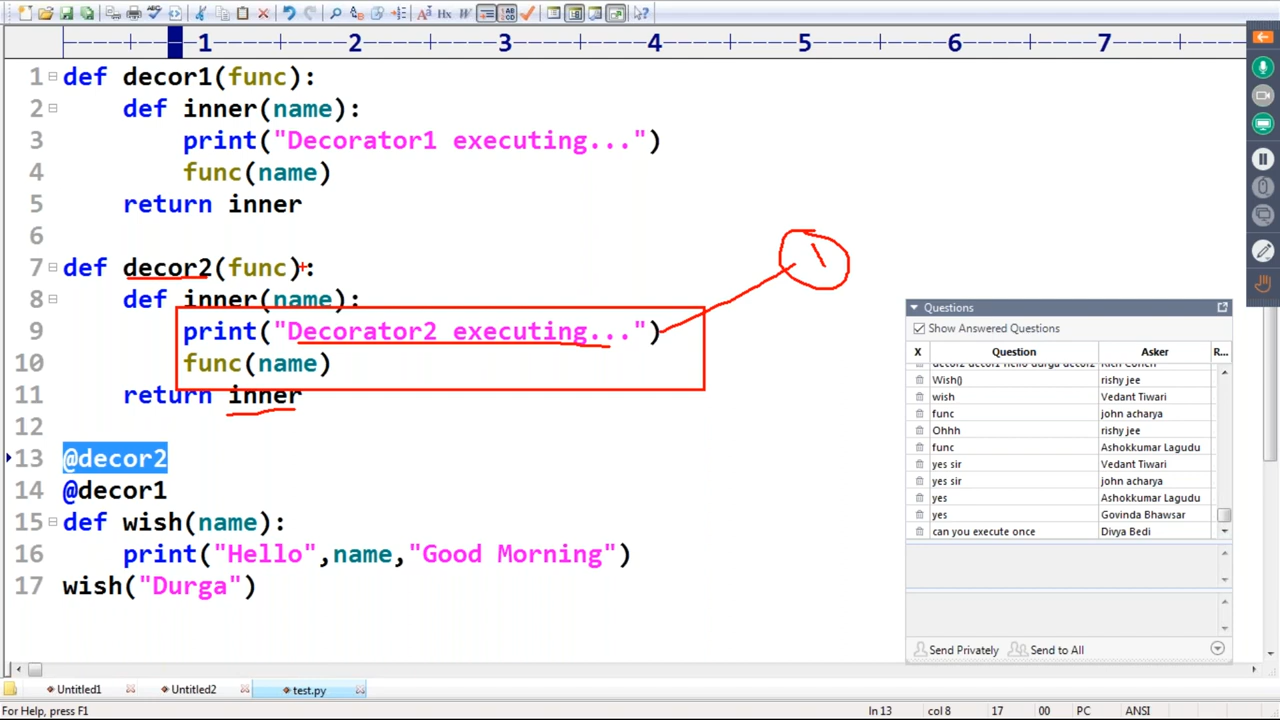 1 2 3 4 5 6 7
1 def decor1(func):
2 def inner(name):
3 print("Decorator1 executing...")
4 func(name)
5 return inner
6
7 def decor2(func):
8 def inner(name):
9 print("Decorator2 executing...")
10 func(name)
11 return inner
12
13 @decor2
14 @decor1
15 def wish(name):
16 print("Hello",name,"Good Morning")
17 wish("Durga")
Questions
Show Answered Questions
X Question Asker R...
Wish() rishy jee
wish Vedant Tiwari
func john acharya
Ohhh rishy jee
func Ashokkumar Lagudu
yes sir Vedant Tiwari
yes sir john acharya
yes Ashokkumar Lagudu
yes Govinda Bhawsar
can you execute once Divya Bedi
Send Privately Send to All
Untitled1 Untitled2 test.py
For Help, press F1 ln 13 col 8 17 00 PC ANSI